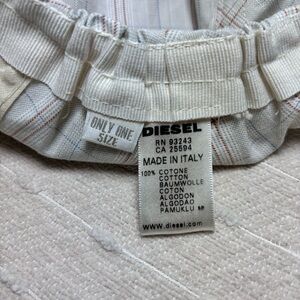 ONLY ONE
SIZE
DIESEL
RN 93243
CA 25594
MADE IN ITALY
100% COTONE
COTTON
BAUMWOLLE
COTON
ALGODON
ALGODAO
PAMUKLU
www.diesel.com